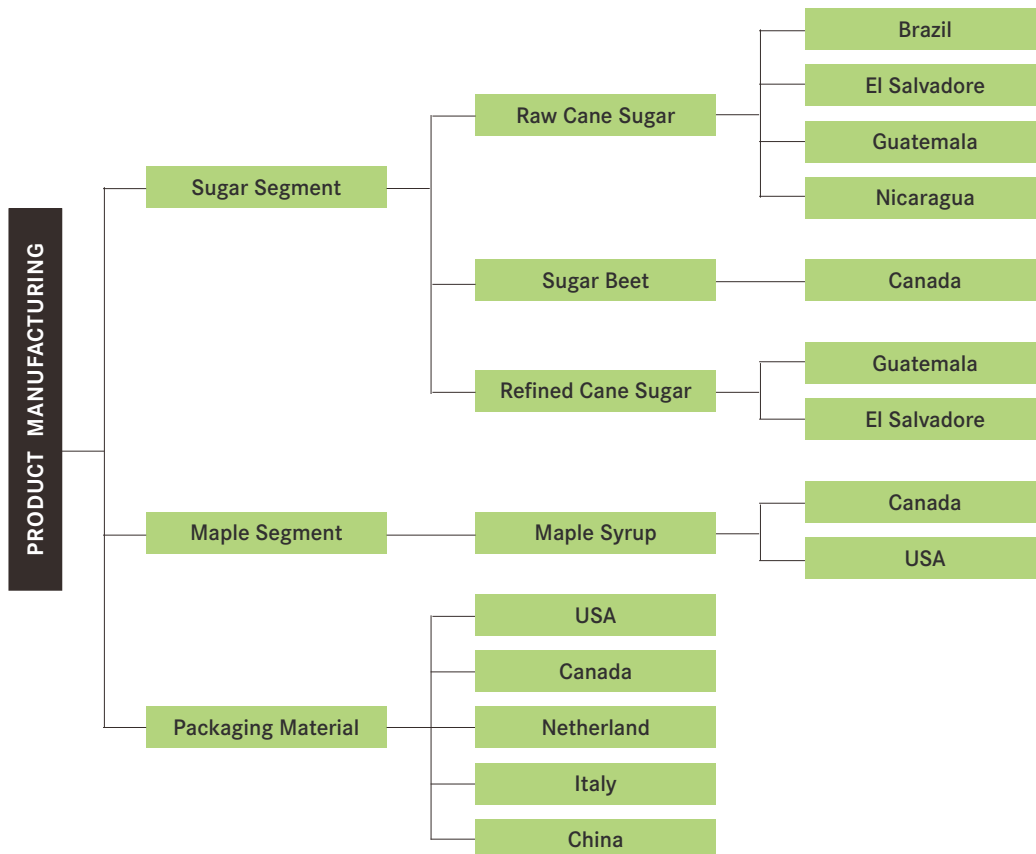 PRODUCT MANUFACTURING
Sugar Segment
Raw Cane Sugar
Brazil
El Salvadore
Guatemala
Nicaragua
Sugar Beet
Canada
Refined Cane Sugar
Guatemala
El Salvadore
Maple Segment
Maple Syrup
Canada
USA
Packaging Material
USA
Canada
Netherland
Italy
China